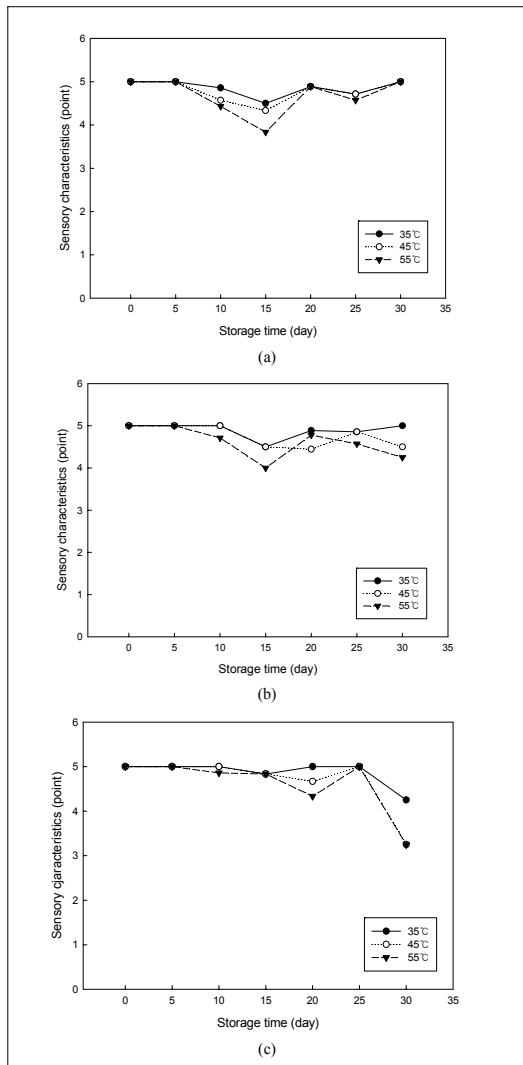 6
5
4
3
2
1
0
Sensory characteristics (point)
35℃
45℃
55℃
0 5 10 15 20 25 30 35
Storage time (day)
(a)
6
5
4
3
2
1
0
Sensory characteristics (point)
35℃
45℃
55℃
0 5 10 15 20 25 30 35
Storage time (day)
(b)
6
5
4
3
2
1
0
Sensory cjaracteristics (point)
35℃
45℃
55℃
0 5 10 15 20 25 30 35
Storage time (day)
(c)